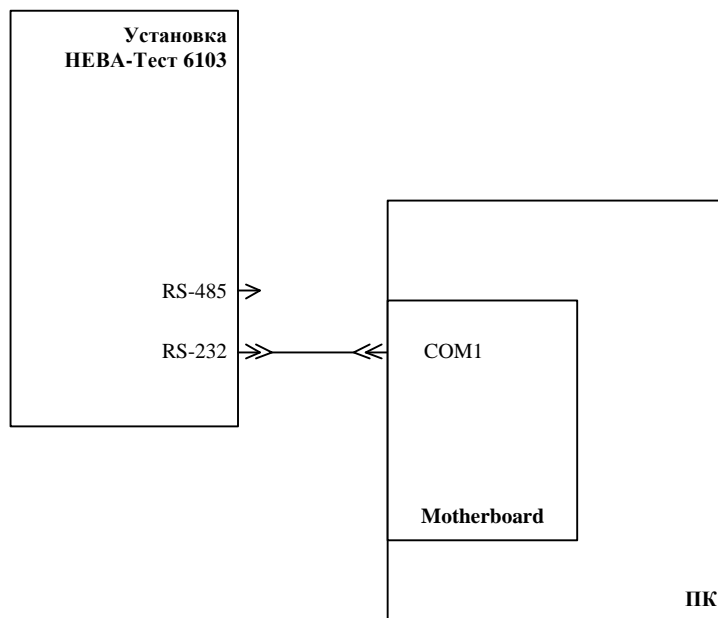 Установка
НЕВА-Тест 6103
RS-485
RS-232
COM1
Motherboard
ПК